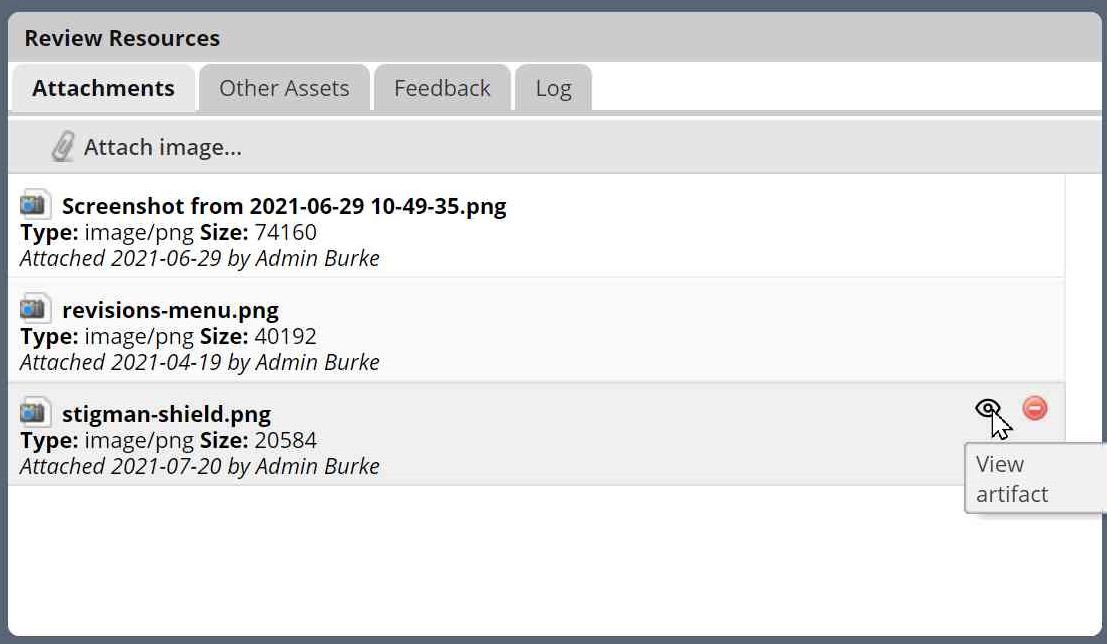 Review Resources
Attachments Other Assets Feedback Log
Attach image...
Screenshot from 2021-06-29 10-49-35.png
Type: image/png Size: 74160
Attached 2021-06-29 by Admin Burke
revisions-menu.png
Type: image/png Size: 40192
Attached 2021-04-19 by Admin Burke
stigman-shield.png
Type: image/png Size: 20584
Attached 2021-07-20 by Admin Burke
View
artifact